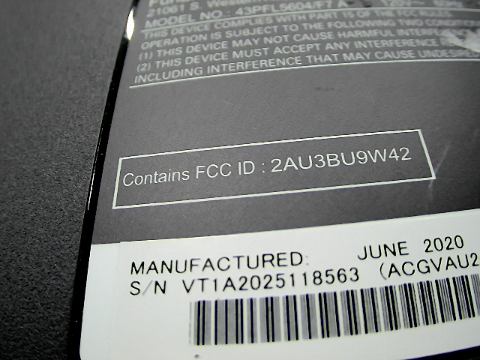 11061 S.
MODEL NO : 43PFL5604/F7 A
THIS DEVICE COMPLIES WITH PART 15 OF THE
OPERATION IS SUBJECT TO THE FOLLOWING TWO
(1) THIS DEVICE MAY NOT CAUSE HARMFUL
(2) THIS DEVICE MUST ACCEPT ANY INTERFERENCE
INCLUDING INTERFERENCE THAT MAY CAUSE
Contains FCC ID : 2AU3BU9W42
MANUFACTURED: JUNE 2020
S/N VT1A2025118563 (ACGVAU2